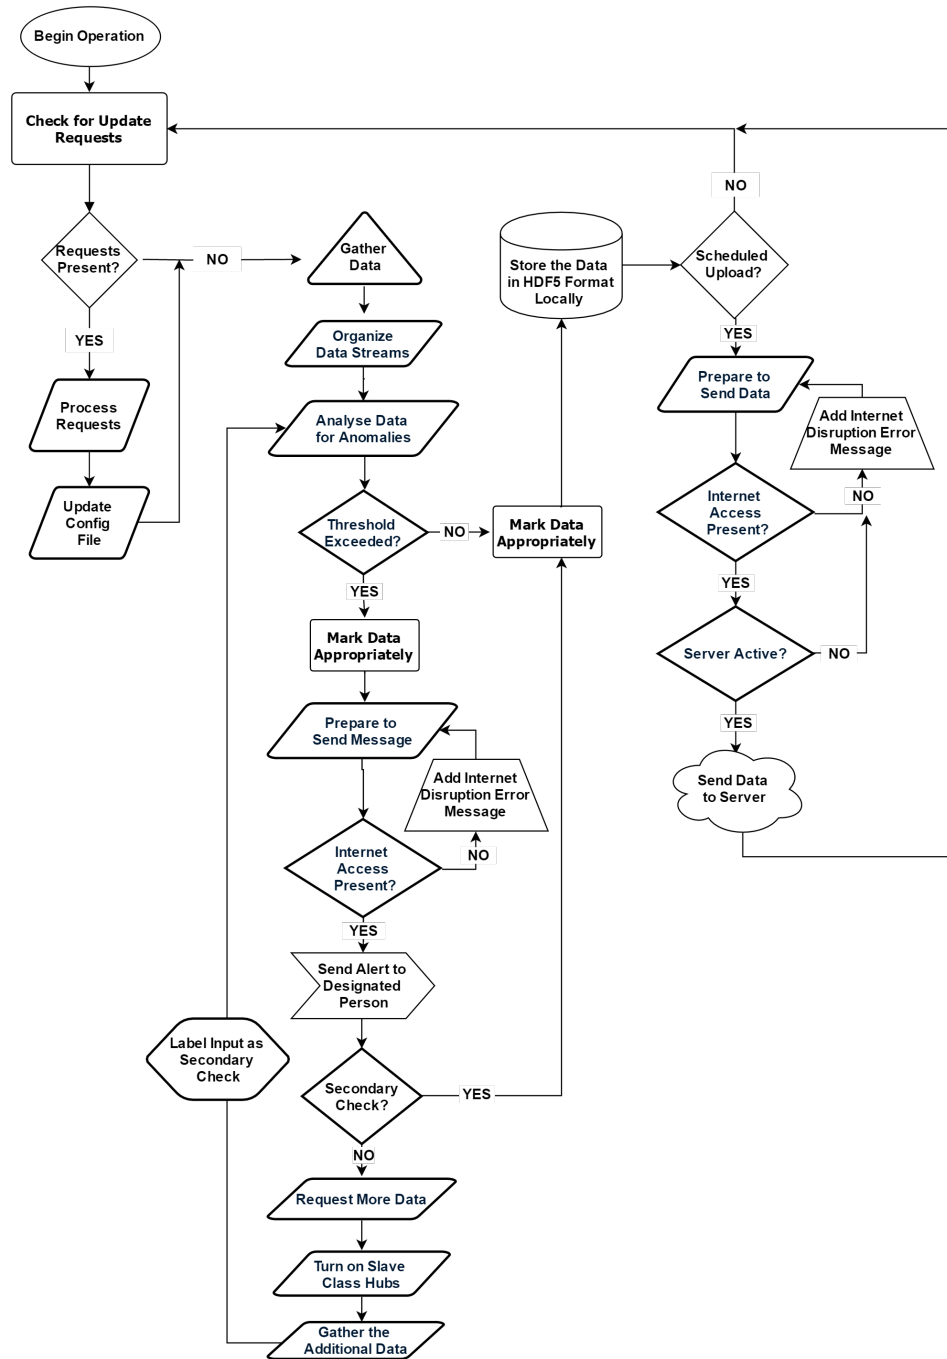 Begin Operation
Check for Update
Requests
Requests
Present?
NO
YES
Process
Requests
Update
Config
File
Gather
Data
Organize
Data Streams
Analyse Data
for Anomalies
Threshold
Exceeded?
NO
Mark Data
Appropriately
YES
Mark Data
Appropriately
Prepare to
Send Message
Add Internet
Disruption Error
Message
NO
Internet
Access
Present?
YES
Send Alert to
Designated
Person
Label Input as
Secondary
Check
Secondary
Check?
YES
NO
Request More Data
Turn on Slave
Class Hubs
Gather the
Additional Data
Store the Data
in HDF5 Format
Locally
NO
Scheduled
Upload?
YES
Prepare to
Send Data
Add Internet
Disruption Error
Message
NO
Internet
Access
Present?
YES
Server Active?
NO
YES
Send Data
to Server